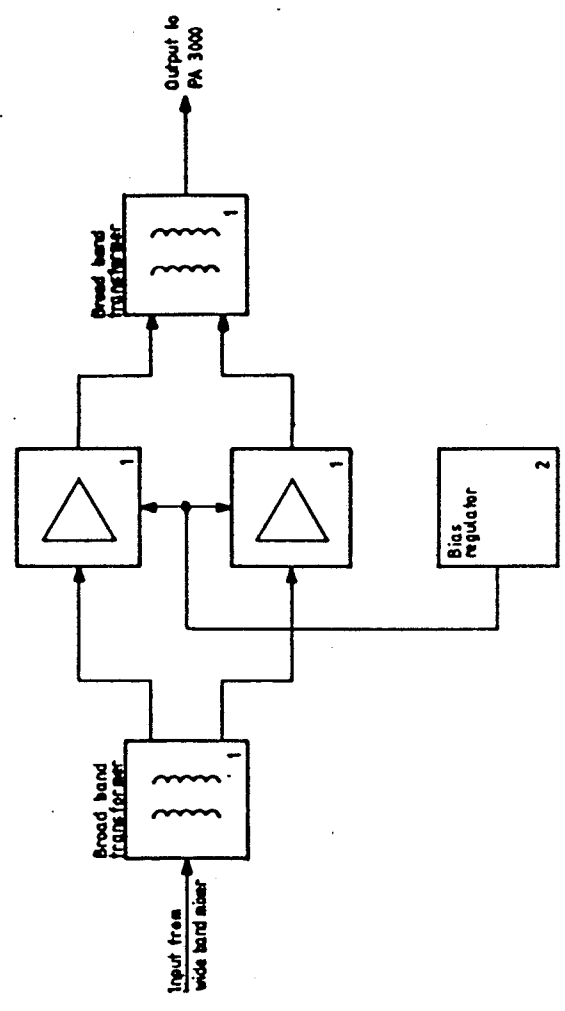 Input from
wide band mixer
Broad band
transformer
1
1
1
Bias
regulator
2
Broad band
transformer
1
Output to
PA 3000